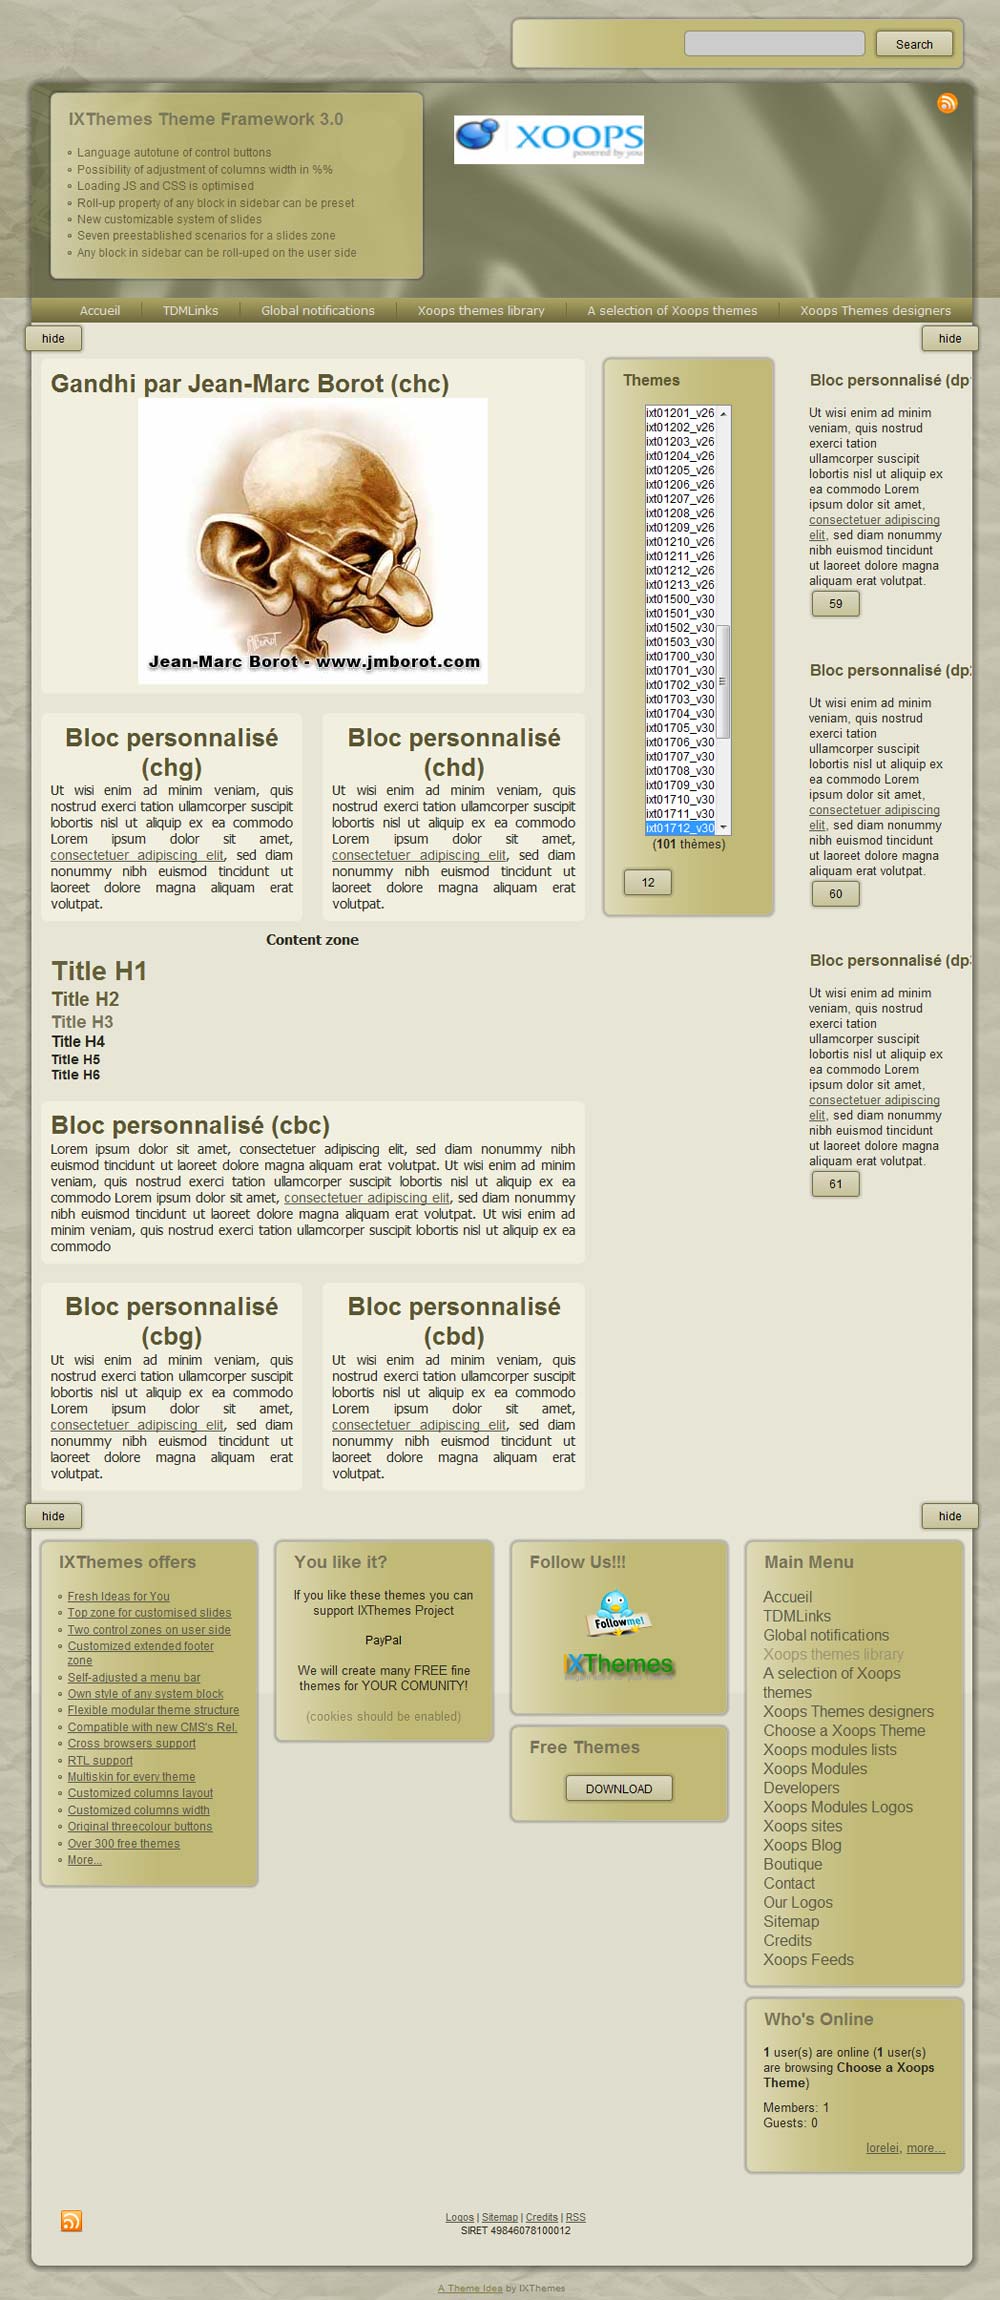 Search
IXThemes Theme Framework 3.0
Language autotune of control buttons
Possibility of adjustment of columns width in %%
Loading JS and CSS is optimised
Roll-up property of any block in sidebar can be preset
New customizable system of slides
Seven preestablished scenarios for a slides zone
Any block in sidebar can be roll-uped on the user side
XOOPS
powered by you
Accueil TDMLinks Global notifications Xoops themes library A selection of Xoops themes Xoops Themes designers
hide hide
Gandhi par Jean-Marc Borot (chc)
Jean-Marc Borot - www.jmborot.com
Bloc personnalisé
(chg)
Ut wisi enim ad minim veniam, quis
nostrud exerci tation ullamcorper suscipit
lobortis nisl ut aliquip ex ea commodo
Lorem ipsum dolor sit amet,
consectetuer adipiscing elit, sed diam
nonummy nibh euismod tincidunt ut
laoreet dolore magna aliquam erat
volutpat.
Bloc personnalisé
(chd)
Ut wisi enim ad minim veniam, quis
nostrud exerci tation ullamcorper suscipit
lobortis nisl ut aliquip ex ea commodo
Lorem ipsum dolor sit amet,
consectetuer adipiscing elit, sed diam
nonummy nibh euismod tincidunt ut
laoreet dolore magna aliquam erat
volutpat.
Content zone
Title H1
Title H2
Title H3
Title H4
Title H5
Title H6
Bloc personnalisé (cbc)
Lorem ipsum dolor sit amet, consectetuer adipiscing elit, sed diam nonummy nibh
euismod tincidunt ut laoreet dolore magna aliquam erat volutpat. Ut wisi enim ad minim
veniam, quis nostrud exerci tation ullamcorper suscipit lobortis nisl ut aliquip ex ea
commodo Lorem ipsum dolor sit amet, consectetuer adipiscing elit, sed diam nonummy
nibh euismod tincidunt ut laoreet dolore magna aliquam erat volutpat. Ut wisi enim ad
minim veniam, quis nostrud exerci tation ullamcorper suscipit lobortis nisl ut aliquip ex ea
commodo
Bloc personnalisé
(cbg)
Ut wisi enim ad minim veniam, quis
nostrud exerci tation ullamcorper suscipit
lobortis nisl ut aliquip ex ea commodo
Lorem ipsum dolor sit amet,
consectetuer adipiscing elit, sed diam
nonummy nibh euismod tincidunt ut
laoreet dolore magna aliquam erat
volutpat.
Bloc personnalisé
(cbd)
Ut wisi enim ad minim veniam, quis
nostrud exerci tation ullamcorper suscipit
lobortis nisl ut aliquip ex ea commodo
Lorem ipsum dolor sit amet,
consectetuer adipiscing elit, sed diam
nonummy nibh euismod tincidunt ut
laoreet dolore magna aliquam erat
volutpat.
Themes
ixt01201_v26
ixt01202_v26
ixt01203_v26
ixt01204_v26
ixt01205_v26
ixt01206_v26
ixt01207_v26
ixt01208_v26
ixt01209_v26
ixt01210_v26
ixt01211_v26
ixt01212_v26
ixt01213_v26
ixt01500_v30
ixt01501_v30
ixt01502_v30
ixt01503_v30
ixt01700_v30
ixt01701_v30
ixt01702_v30
ixt01703_v30
ixt01704_v30
ixt01705_v30
ixt01706_v30
ixt01707_v30
ixt01708_v30
ixt01709_v30
ixt01710_v30
ixt01711_v30
ixt01712_v30
(101 thèmes)
12
Bloc personnalisé (dp1
Ut wisi enim ad minim
veniam, quis nostrud
exerci tation
ullamcorper suscipit
lobortis nisl ut aliquip ex
ea commodo Lorem
ipsum dolor sit amet,
consectetuer adipiscing
elit, sed diam nonummy
nibh euismod tincidunt
ut laoreet dolore magna
aliquam erat volutpat.
59
Bloc personnalisé (dp2
Ut wisi enim ad minim
veniam, quis nostrud
exerci tation
ullamcorper suscipit
lobortis nisl ut aliquip ex
ea commodo Lorem
ipsum dolor sit amet,
consectetuer adipiscing
elit, sed diam nonummy
nibh euismod tincidunt
ut laoreet dolore magna
aliquam erat volutpat.
60
Bloc personnalisé (dp3
Ut wisi enim ad minim
veniam, quis nostrud
exerci tation
ullamcorper suscipit
lobortis nisl ut aliquip ex
ea commodo Lorem
ipsum dolor sit amet,
consectetuer adipiscing
elit, sed diam nonummy
nibh euismod tincidunt
ut laoreet dolore magna
aliquam erat volutpat.
61
hide hide
IXThemes offers
Fresh Ideas for You
Top zone for customised slides
Two control zones on user side
Customized extended footer
zone
Self-adjusted a menu bar
Own style of any system block
Flexible modular theme structure
Compatible with new CMS's Rel.
Cross browsers support
RTL support
Multiskin for every theme
Customized columns layout
Customized columns width
Original threecolour buttons
Over 300 free themes
More...
You like it?
If you like these themes you can
support IXThemes Project
PayPal
We will create many FREE fine
themes for YOUR COMUNITY!
(cookies should be enabled)
Follow Us!!!
Follow me!
IXThemes
Free Themes
DOWNLOAD
Main Menu
Accueil
TDMLinks
Global notifications
Xoops themes library
A selection of Xoops
themes
Xoops Themes designers
Choose a Xoops Theme
Xoops modules lists
Xoops Modules
Developers
Xoops Modules Logos
Xoops sites
Xoops Blog
Boutique
Contact
Our Logos
Sitemap
Credits
Xoops Feeds
Who's Online
1 user(s) are online (1 user(s)
are browsing Choose a Xoops
Theme)
Members: 1
Guests: 0
lorelei, more...
Logos | Sitemap | Credits | RSS
SIRET 49846078100012
A Theme Idea by IXThemes